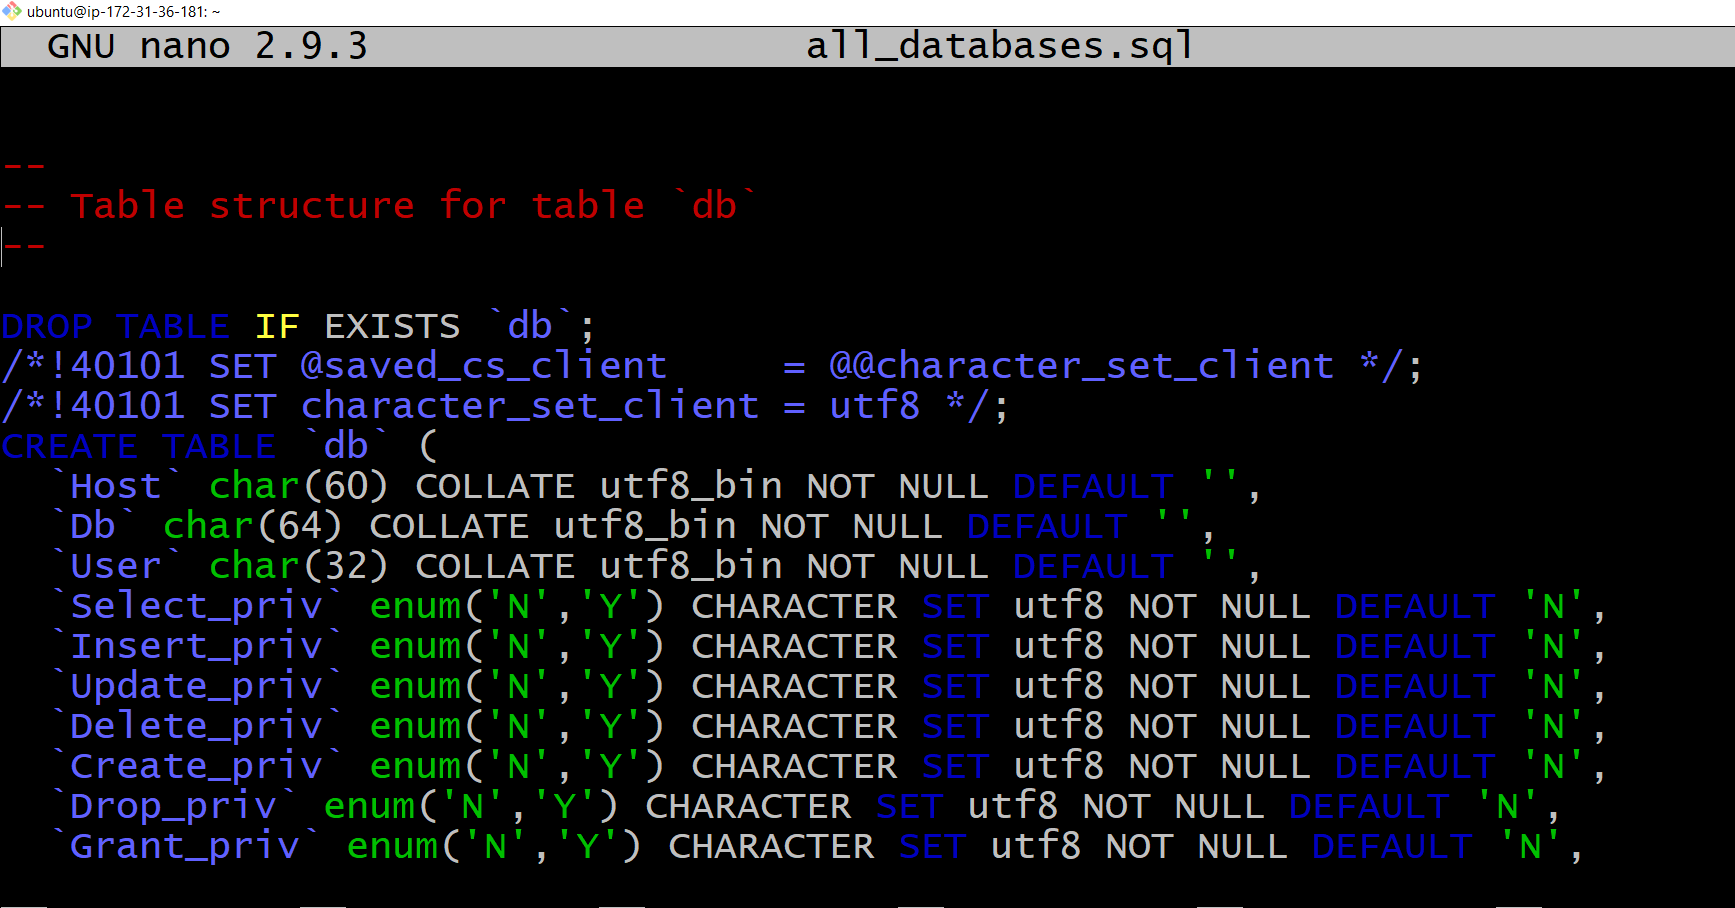 ubuntu@ip-172-31-36-181: ~
GNU nano 2.9.3 all_databases.sql
--
-- Table structure for table `db`
--
DROP TABLE IF EXISTS `db`;
/*!40101 SET @saved_cs_client     = @@character_set_client */;
/*!40101 SET character_set_client = utf8 */;
CREATE TABLE `db` (
  `Host` char(60) COLLATE utf8_bin NOT NULL DEFAULT '',
  `Db` char(64) COLLATE utf8_bin NOT NULL DEFAULT '',
  `User` char(32) COLLATE utf8_bin NOT NULL DEFAULT '',
  `Select_priv` enum('N','Y') CHARACTER SET utf8 NOT NULL DEFAULT 'N',
  `Insert_priv` enum('N','Y') CHARACTER SET utf8 NOT NULL DEFAULT 'N',
  `Update_priv` enum('N','Y') CHARACTER SET utf8 NOT NULL DEFAULT 'N',
  `Delete_priv` enum('N','Y') CHARACTER SET utf8 NOT NULL DEFAULT 'N',
  `Create_priv` enum('N','Y') CHARACTER SET utf8 NOT NULL DEFAULT 'N',
  `Drop_priv` enum('N','Y') CHARACTER SET utf8 NOT NULL DEFAULT 'N',
  `Grant_priv` enum('N','Y') CHARACTER SET utf8 NOT NULL DEFAULT 'N',